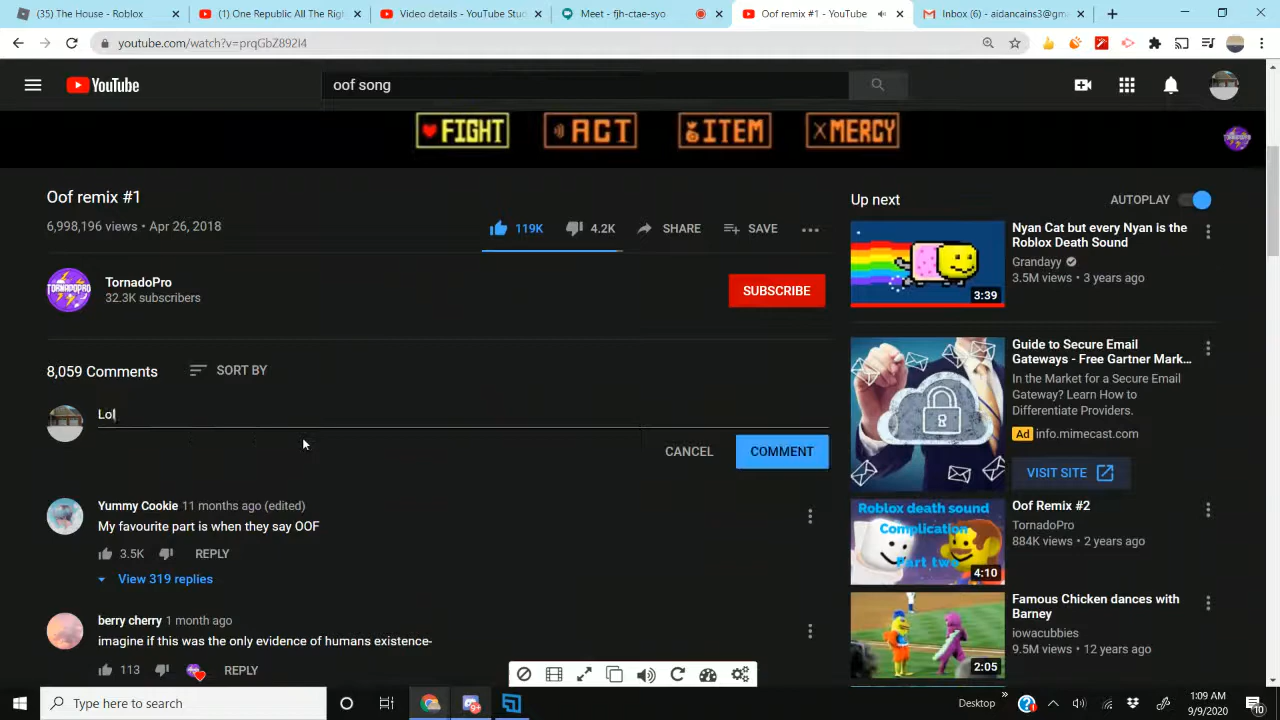 [5] The House TD - Roblox
(1) One Republic All The Rig
Video details - YouTube Stu
Meet - fjh-ctae-syo
Oof remix #1 - YouTube
Inbox (6) - aidancains3@gma
youtube.com/watch?v=prqGbZ892I4
YouTube
oof song
FIGHT
ACT
ITEM
MERCY
Oof remix #1
6,998,196 views • Apr 26, 2018
119K
4.2K
SHARE
SAVE
TornadoPro
32.3K subscribers
SUBSCRIBE
8,059 Comments
SORT BY
Lol
CANCEL
COMMENT
Yummy Cookie 11 months ago (edited)
My favourite part is when they say OOF
3.5K
REPLY
View 319 replies
berry cherry 1 month ago
imagine if this was the only evidence of humans existence-
113
REPLY
Up next
AUTOPLAY
Nyan Cat but every Nyan is the
Roblox Death Sound
Grandayy
3.5M views • 3 years ago
3:39
Guide to Secure Email
Gateways - Free Gartner Mark...
In the Market for a Secure Email
Gateway? Learn How to
Differentiate Providers.
Ad info.mimecast.com
VISIT SITE
Roblox death sound
Complication
Part two
4:10
Oof Remix #2
TornadoPro
884K views • 2 years ago
Famous Chicken dances with
Barney
iowacubbies
9.5M views • 12 years ago
2:05
Type here to search
Desktop
1:09 AM
9/9/2020
10